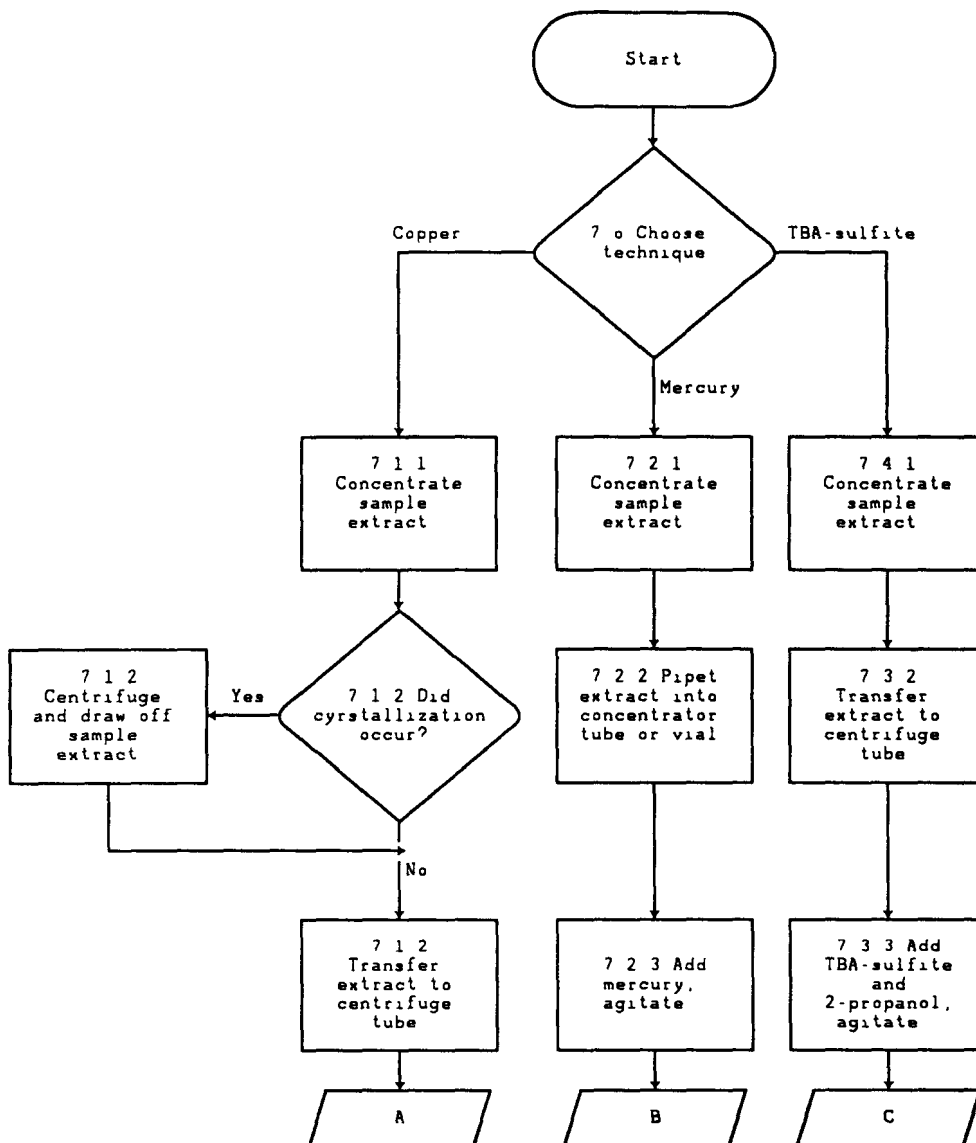 Start
7 o Choose
technique
Copper
TBA-sulfite
Mercury
7 1 1
Concentrate
sample
extract
7 2 1
Concentrate
sample
extract
7 4 1
Concentrate
sample
extract
7 1 2
Centrifuge
and draw off
sample
extract
Yes
7 1 2 Did
cyrstallization
occur?
7 2 2 Pipet
extract into
concentrator
tube or vial
7 3 2
Transfer
extract to
centrifuge
tube
No
7 1 2
Transfer
extract to
centrifuge
tube
7 2 3 Add
mercury,
agitate
7 3 3 Add
TBA-sulfite
and
2-propanol,
agitate
A
B
C